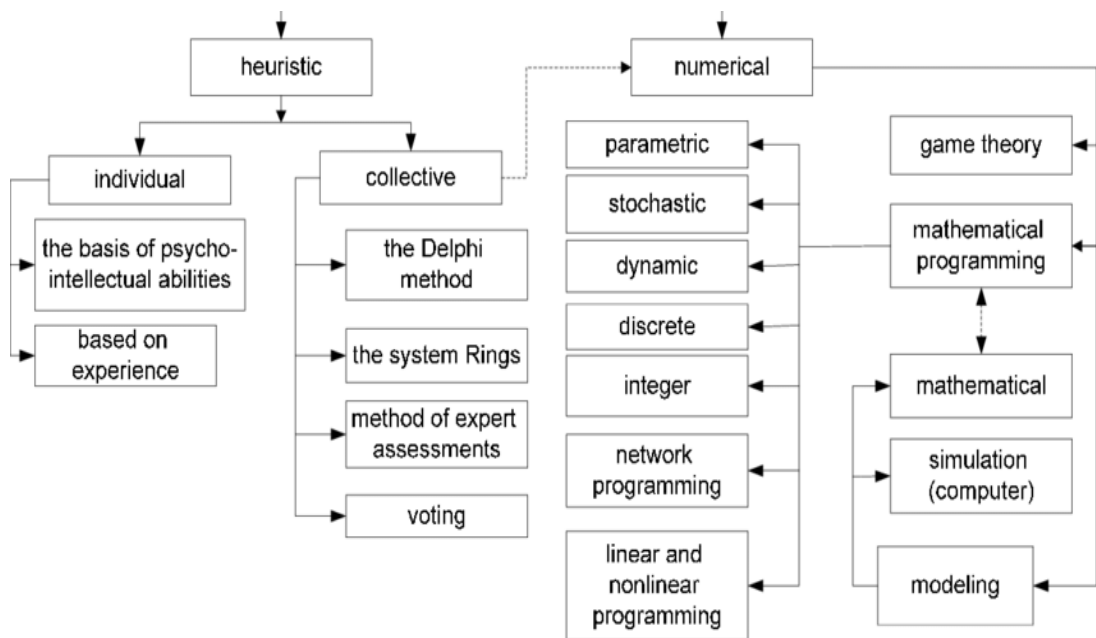 heuristic
numerical
individual
collective
the basis of psycho-
intellectual abilities
based on
experience
the Delphi
method
the system Rings
method of expert
assessments
voting
parametric
stochastic
dynamic
discrete
integer
network
programming
linear and
nonlinear
programming
game theory
mathematical
programming
mathematical
simulation
(computer)
modeling